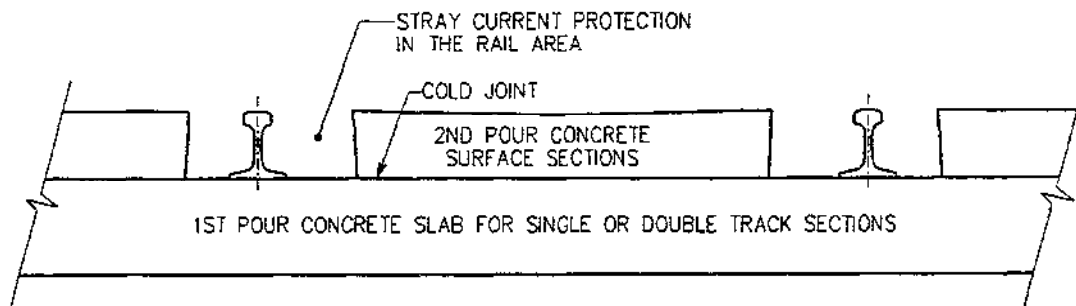 STRAY CURRENT PROTECTION
IN THE RAIL AREA
COLD JOINT
2ND POUR CONCRETE
SURFACE SECTIONS
1ST POUR CONCRETE SLAB FOR SINGLE OR DOUBLE TRACK SECTIONS